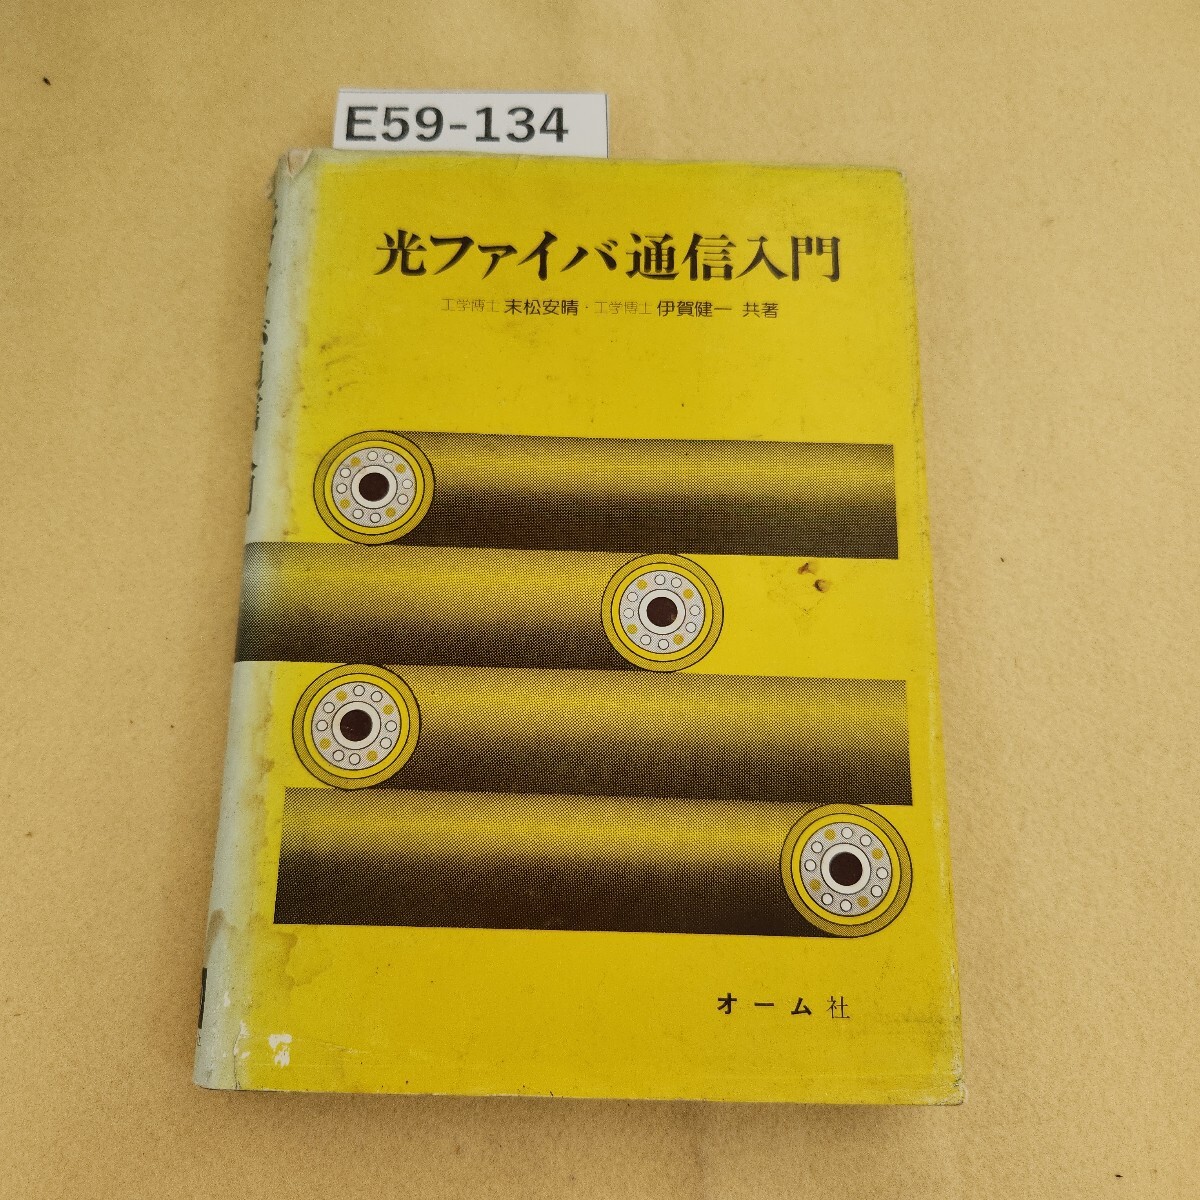 E59-134
光ファイバ通信入門
工学博士 末松安晴・工学博士 伊賀健一 共著
オーム社